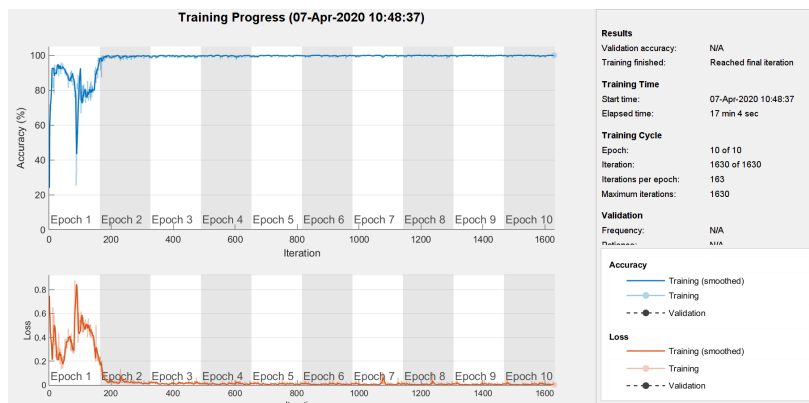 Training Progress (07-Apr-2020 10:48:37)
100
80
60
40
20
0
Accuracy (%)
Epoch 1 Epoch 2 Epoch 3 Epoch 4 Epoch 5 Epoch 6 Epoch 7 Epoch 8 Epoch 9 Epoch 10
0 200 400 600 800 1000 1200 1400 1600
Iteration
0.8
0.6
0.4
0.2
0
Loss
Epoch 1 Epoch 2 Epoch 3 Epoch 4 Epoch 5 Epoch 6 Epoch 7 Epoch 8 Epoch 9 Epoch 10
0 200 400 600 800 1000 1200 1400 1600
Results
Validation accuracy: N/A
Training finished: Reached final iteration
Training Time
Start time: 07-Apr-2020 10:48:37
Elapsed time: 17 min 4 sec
Training Cycle
Epoch: 10 of 10
Iteration: 1630 of 1630
Iterations per epoch: 163
Maximum iterations: 1630
Validation
Frequency: N/A
Accuracy
Training (smoothed)
Training
Validation
Loss
Training (smoothed)
Training
Validation